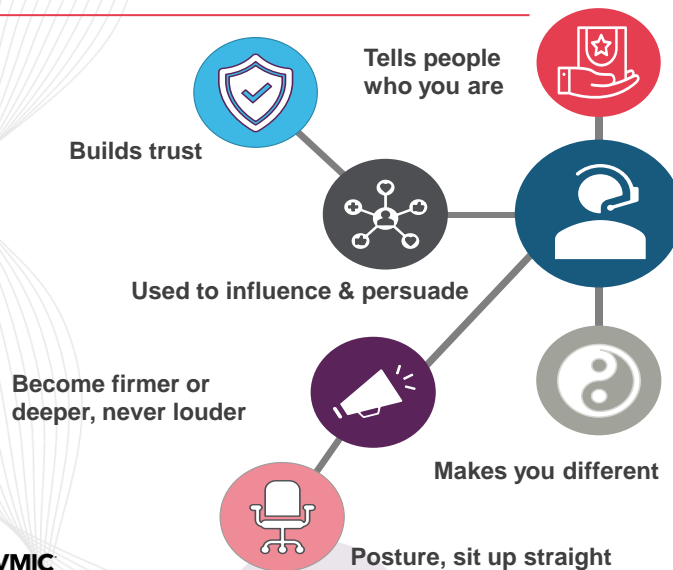 Tells people
who you are
Builds trust
Used to influence & persuade
Become firmer or
deeper, never louder
Makes you different
Posture, sit up straight